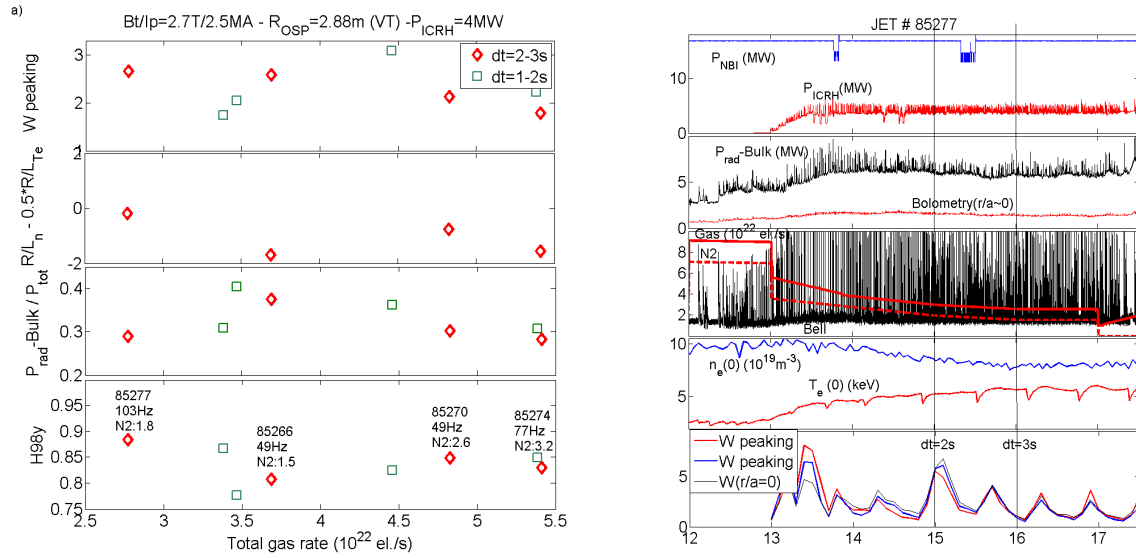 a)
Bt/Ip=2.7T/2.5MA - R_OSP=2.88m (VT) -P_ICRH=4MW
W peaking
3
2
1
dt=2-3s
dt=1-2s
R/L_n - 0.5*R/L_Te
2
0
-2
P_rad-Bulk / P_tot
0.4
0.3
0.2
H98y
0.95
0.90
0.85
0.80
0.75
85277
103Hz
N2:1.8
85266
49Hz
N2:1.5
85270
49Hz
N2:2.6
85274
77Hz
N2:3.2
2.5 3 3.5 4 4.5 5 5.5
Total gas rate (10^22 el./s)
JET # 85277
P_NBI (MW)
P_ICRH(MW)
10
0
P_rad-Bulk (MW)
Bolometry(r/a~0)
5
0
Gas (10^22 el./s)
N2
BeII
8
6
4
2
n_e(0) (10^19m^-3)
T_e (0) (keV)
10
5
dt=2s
dt=3s
W peaking
W peaking
W(r/a=0)
5
0
12 13 14 15 16 17